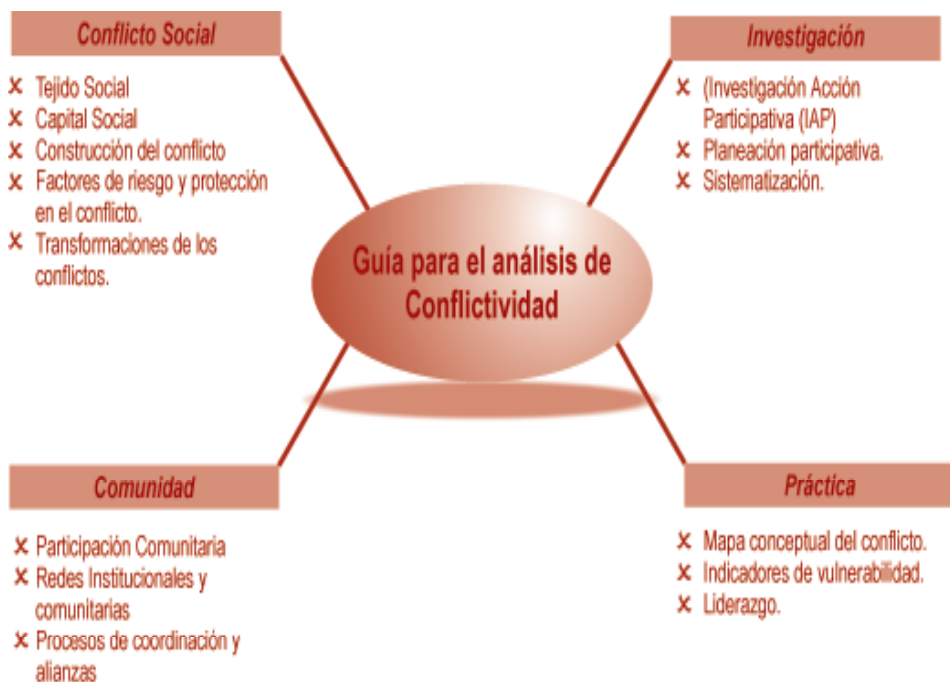 Conflicto Social
✘ Tejido Social
✘ Capital Social
✘ Construcción del conflicto
✘ Factores de riesgo y protección
en el conflicto.
✘ Transformaciones de los
conflictos.
Investigación
✘ (Investigación Acción
Participativa (IAP)
✘ Planeación participativa.
✘ Sistematización.
Guía para el análisis de
Conflictividad
Comunidad
✘ Participación Comunitaria
✘ Redes Institucionales y
comunitarias
✘ Procesos de coordinación y
alianzas
Práctica
✘ Mapa conceptual del conflicto.
✘ Indicadores de vulnerabilidad.
✘ Liderazgo.